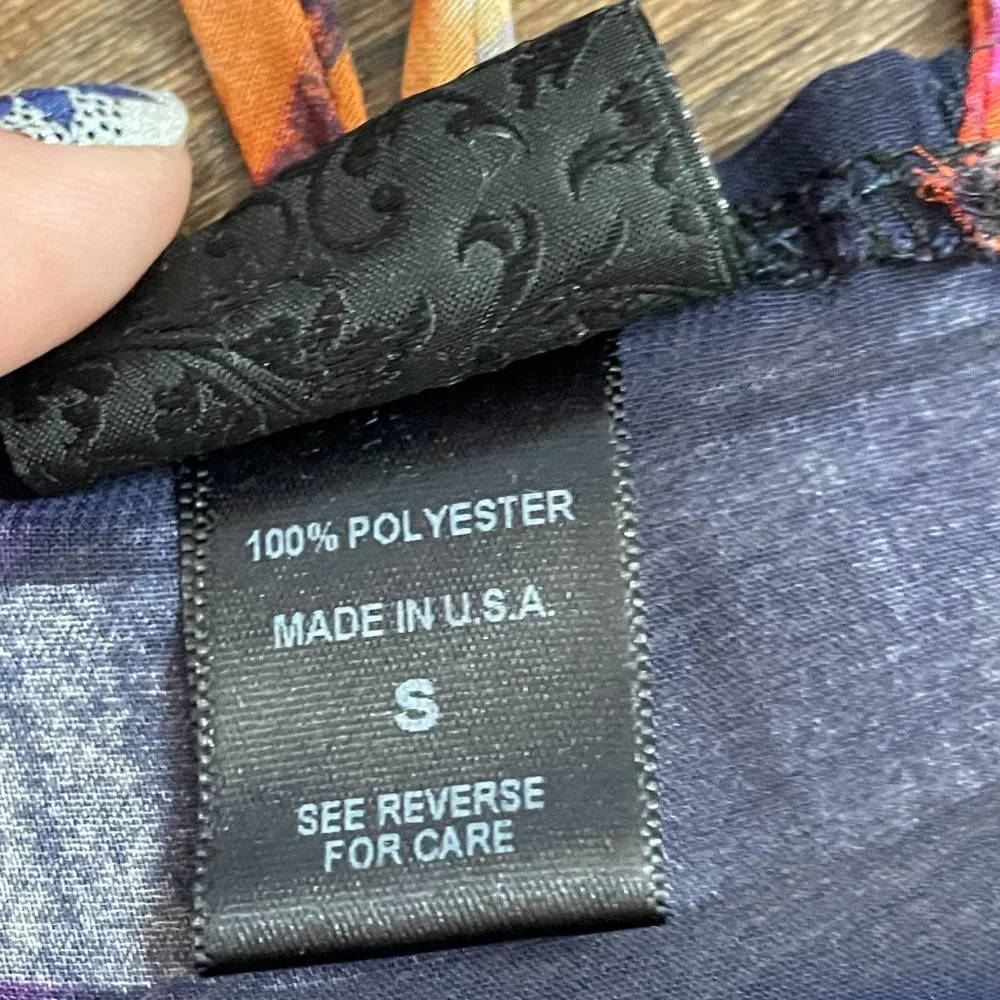 100% POLYESTER
MADE IN U.S.A.
S
SEE REVERSE
FOR CARE